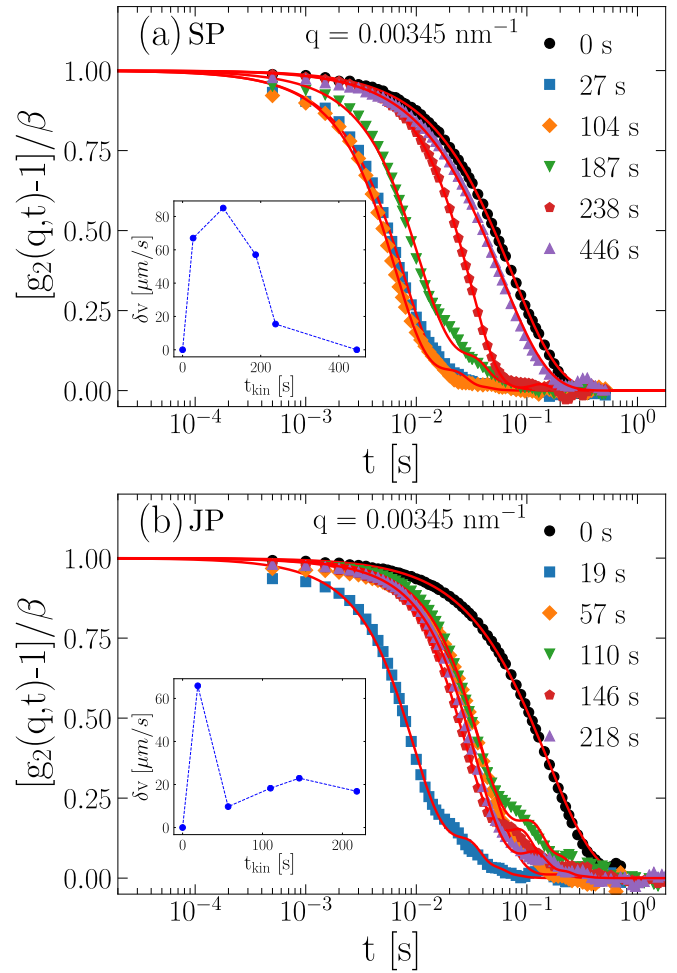 (a) SP q = 0.00345 nm⁻¹
0 s
27 s
104 s
187 s
238 s
446 s
[g₂(q,t)-1]/β
1.00
0.75
0.50
0.25
0.00
δv [μm/s]
80
60
40
20
0
0 200 400
t_kin [s]
10⁻⁴ 10⁻³ 10⁻² 10⁻¹ 10⁰
t [s]
(b) JP q = 0.00345 nm⁻¹
0 s
19 s
57 s
110 s
146 s
218 s
[g₂(q,t)-1]/β
1.00
0.75
0.50
0.25
0.00
δv [μm/s]
60
40
20
0
0 100 200
t_kin [s]
10⁻⁴ 10⁻³ 10⁻² 10⁻¹ 10⁰
t [s]